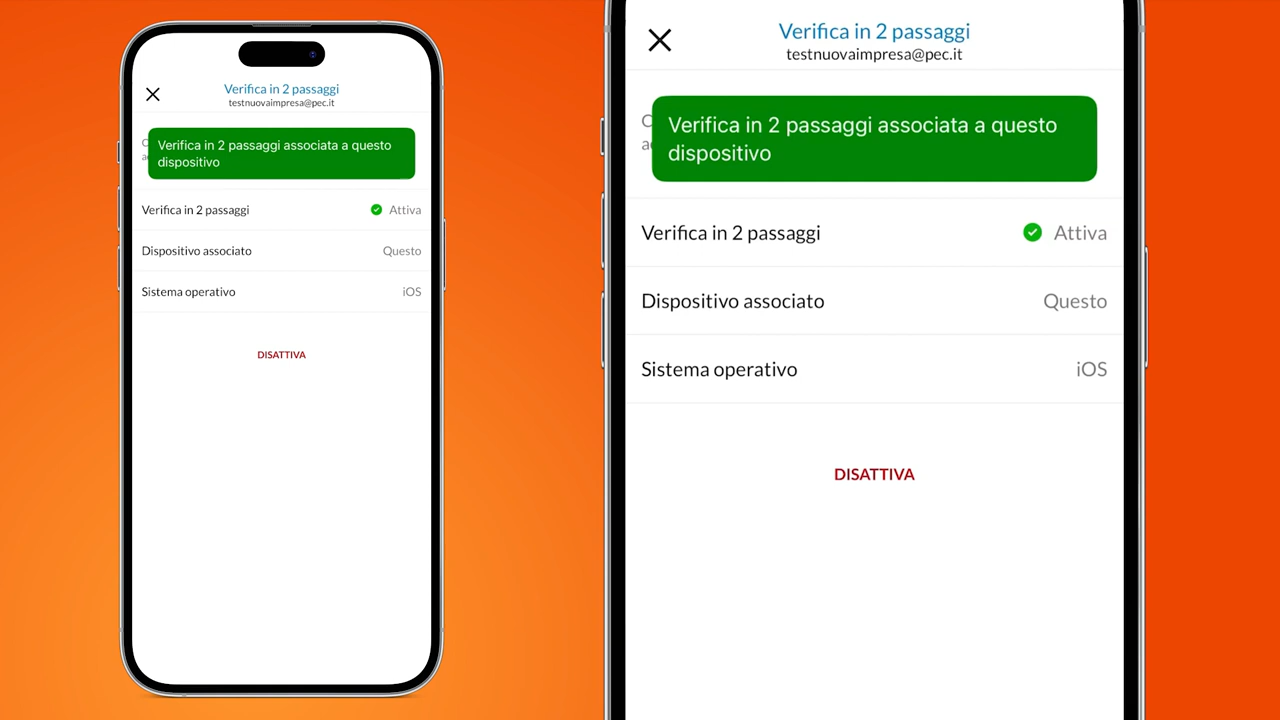 Verifica in 2 passaggi
testnuovaimpresa@pec.it
Verifica in 2 passaggi associata a questo
dispositivo
Verifica in 2 passaggi Attiva
Dispositivo associato Questo
Sistema operativo iOS
DISATTIVA
Verifica in 2 passaggi
testnuovaimpresa@pec.it
Verifica in 2 passaggi associata a questo
dispositivo
Verifica in 2 passaggi Attiva
Dispositivo associato Questo
Sistema operativo iOS
DISATTIVA